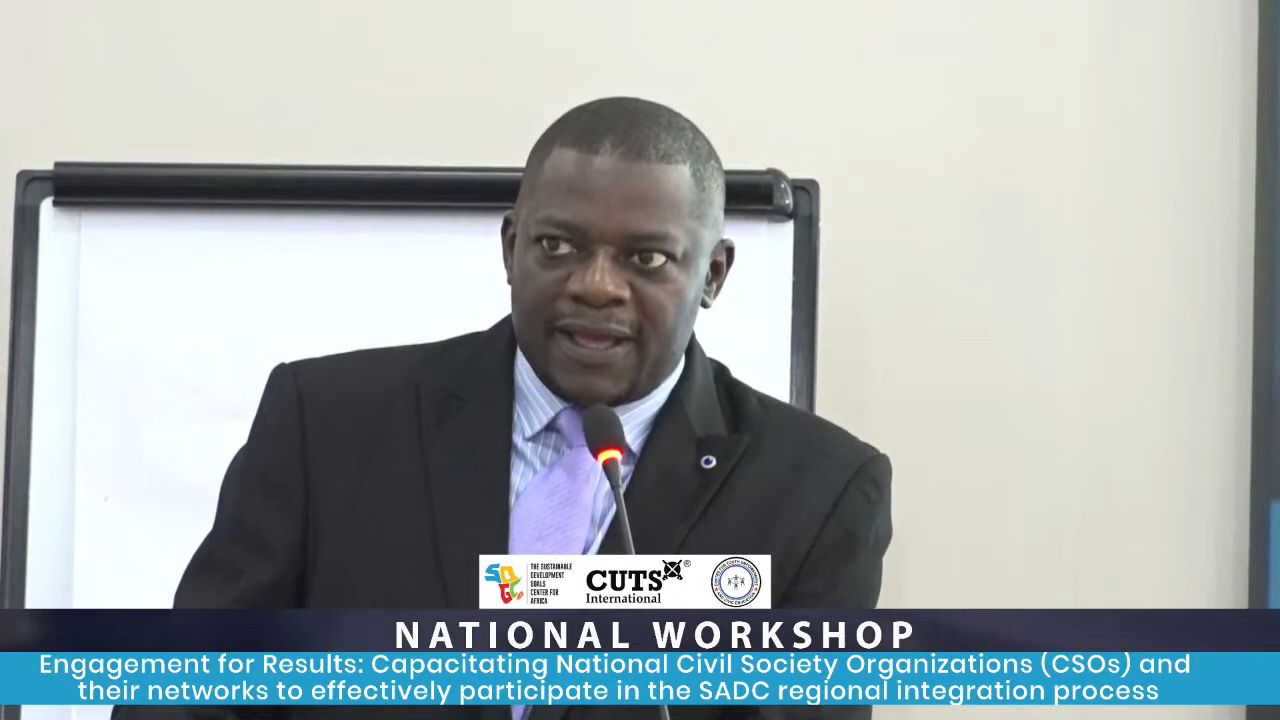 THE SUSTAINABLE
DEVELOPMENT
GOALS
CENTER FOR
AFRICA
CUTS®
International
NATIONAL WORKSHOP
Engagement for Results: Capacitating National Civil Society Organizations (CSOs) and
their networks to effectively participate in the SADC regional integration process